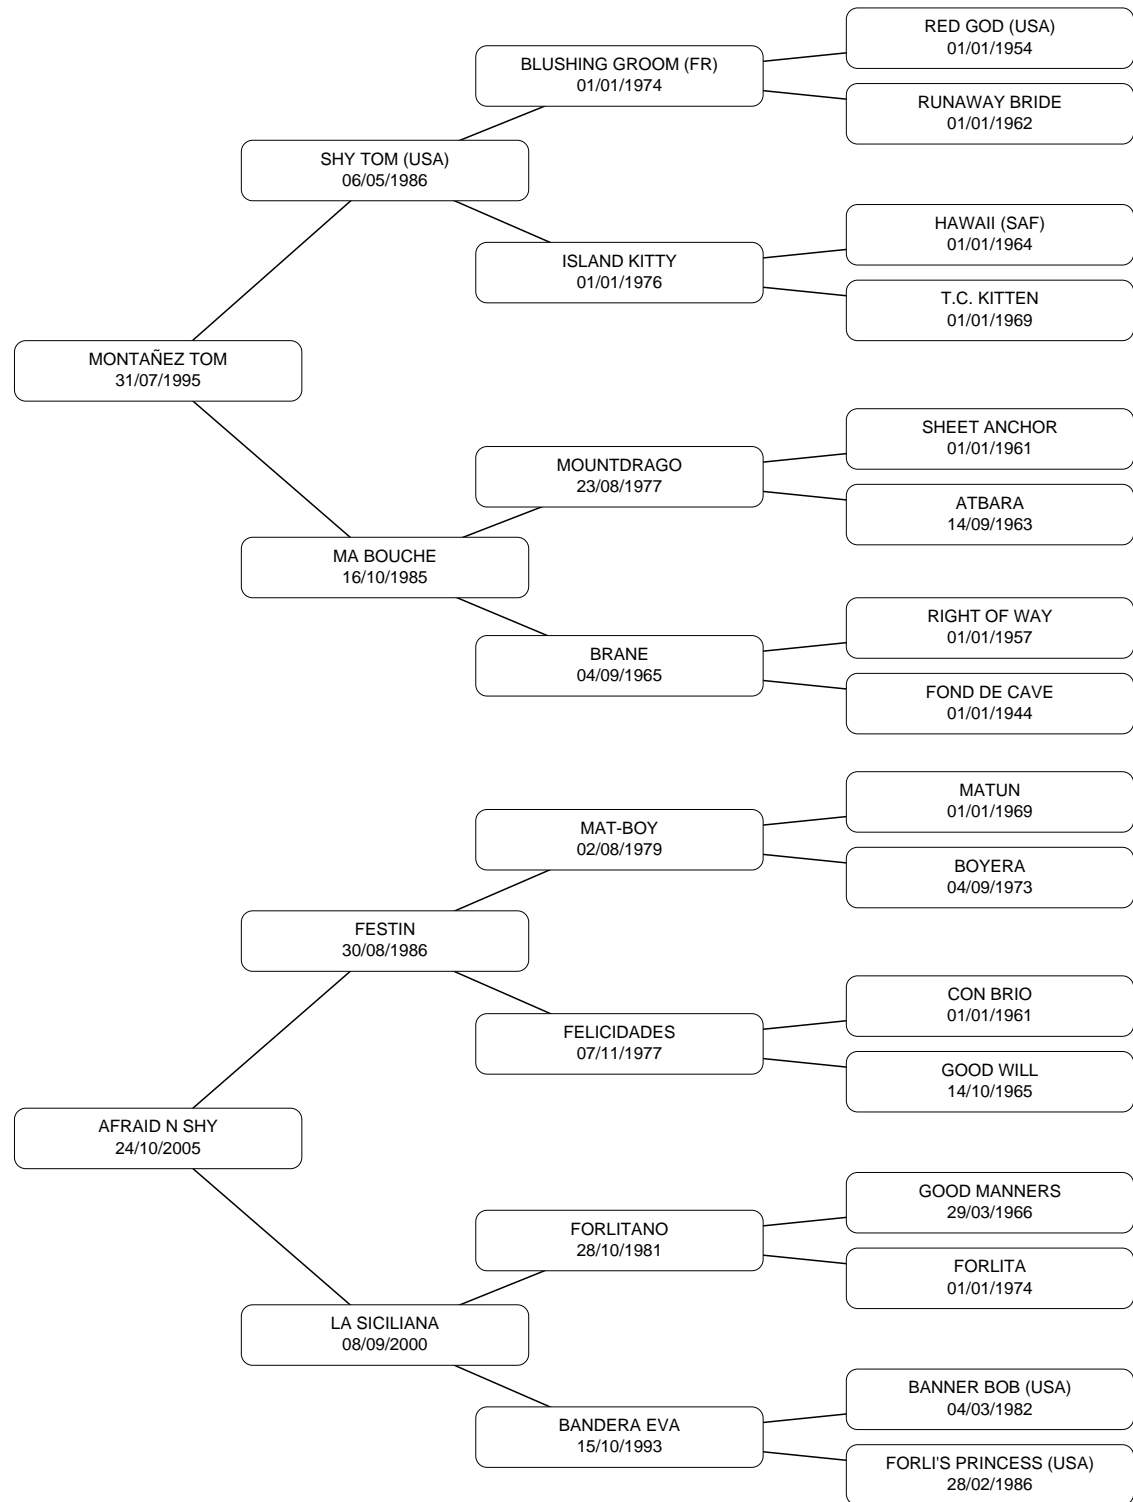 RED GOD (USA)
01/01/1954
BLUSHING GROOM (FR)
01/01/1974
RUNAWAY BRIDE
01/01/1962
SHY TOM (USA)
06/05/1986
HAWAII (SAF)
01/01/1964
ISLAND KITTY
01/01/1976
T.C. KITTEN
01/01/1969
MONTAÑEZ TOM
31/07/1995
SHEET ANCHOR
01/01/1961
MOUNTDRAGO
23/08/1977
ATBARA
14/09/1963
MA BOUCHE
16/10/1985
RIGHT OF WAY
01/01/1957
BRANE
04/09/1965
FOND DE CAVE
01/01/1944
MATUN
01/01/1969
MAT-BOY
02/08/1979
BOYERA
04/09/1973
FESTIN
30/08/1986
CON BRIO
01/01/1961
FELICIDADES
07/11/1977
GOOD WILL
14/10/1965
AFRAID N SHY
24/10/2005
GOOD MANNERS
29/03/1966
FORLITANO
28/10/1981
FORLITA
01/01/1974
LA SICILIANA
08/09/2000
BANNER BOB (USA)
04/03/1982
BANDERA EVA
15/10/1993
FORLI'S PRINCESS (USA)
28/02/1986